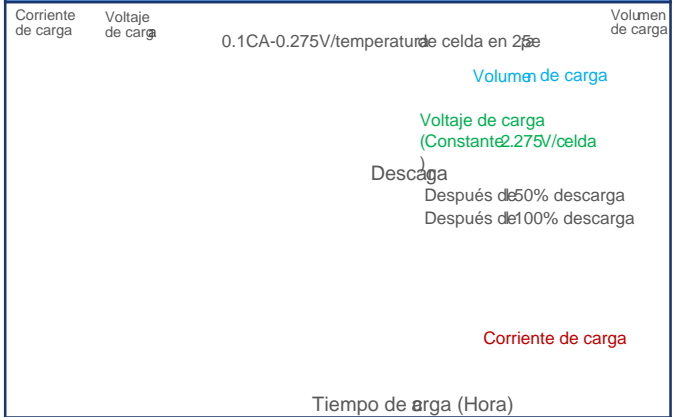 Corriente
de carga
Voltaje
de carga
Volumen
de carga
0.1CA-0.275V/temperatura de celda en 25
Volumen de carga
Voltaje de carga
(Constante 2.275V/celda
)
Descarga
Después de 50% descarga
Después de 100% descarga
Corriente de carga
Tiempo de carga (Hora)